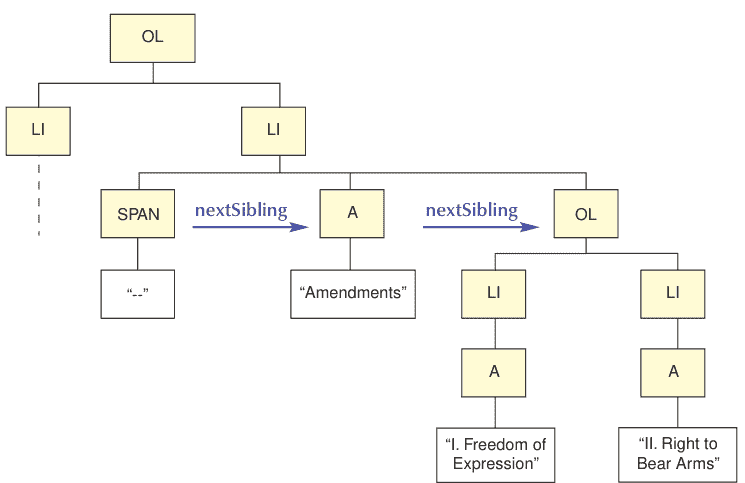 OL
LI
LI
SPAN
nextSibling
A
nextSibling
OL
“--”
“Amendments”
LI
LI
A
A
“I. Freedom of
Expression”
“II. Right to
Bear Arms”